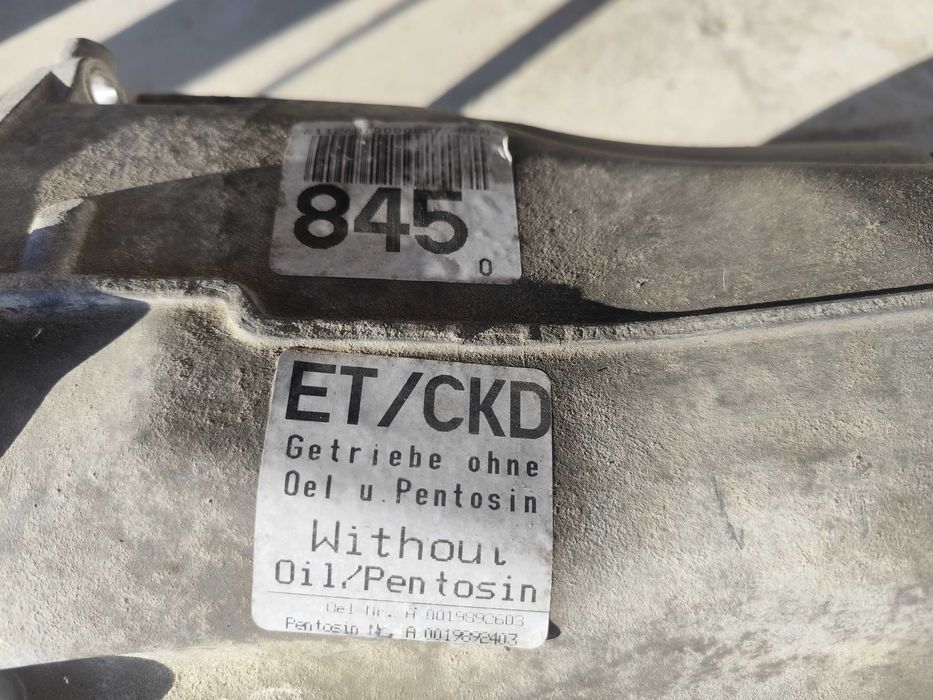 845
0
ET/CKD
Getriebe ohne
Oel u.Pentosin
Without
Oil/Pentosin
Oel Nr. A 0019892603
Pentosin Nr. A 0019892403